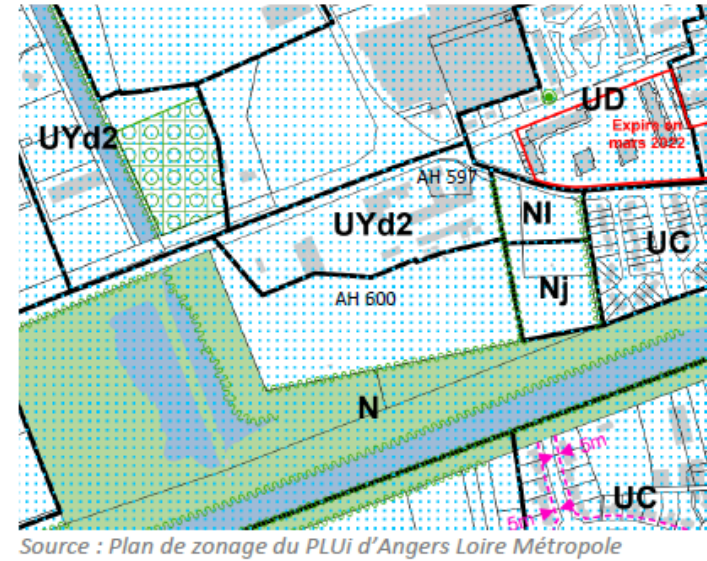 UYd2
UD
Expire en
mars 2022
AH 597
UYd2
Nl
UC
Nj
AH 600
N
5m
UC
5m
Source : Plan de zonage du PLUi d'Angers Loire Métropole